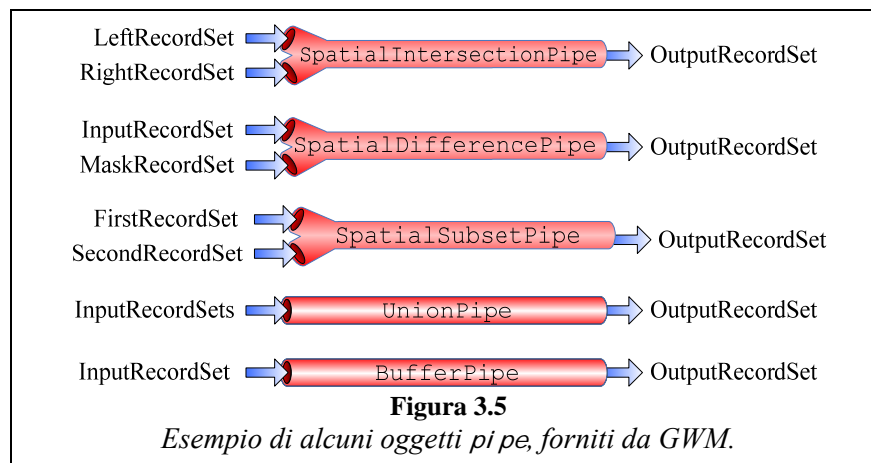 LeftRecordSet
SpatialIntersectionPipe
OutputRecordSet
RightRecordSet
InputRecordSet
SpatialDifferencePipe
OutputRecordSet
MaskRecordSet
FirstRecordSet
SpatialSubsetPipe
OutputRecordSet
SecondRecordSet
InputRecordSets
UnionPipe
OutputRecordSet
InputRecordSet
BufferPipe
OutputRecordSet
Figura 3.5
Esempio di alcuni oggetti pipe, forniti da GWM.